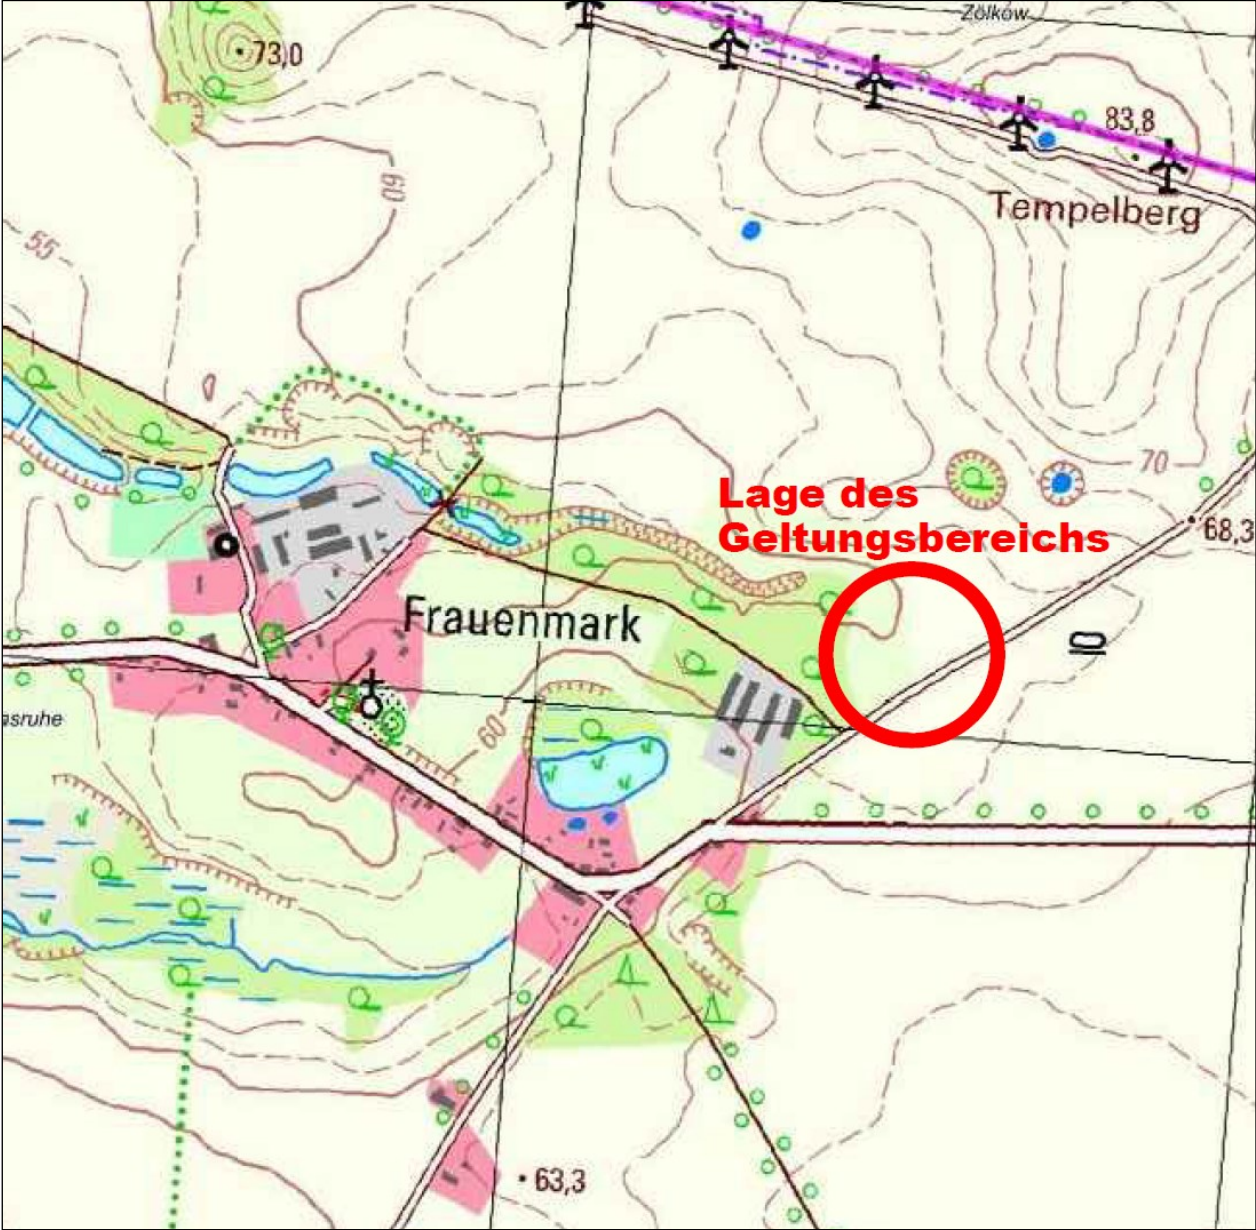 Zölkow
73,0
83,8
60
Tempelberg
55
70
Lage des
Geltungsbereichs
68,3
Frauenmark
60
63,3